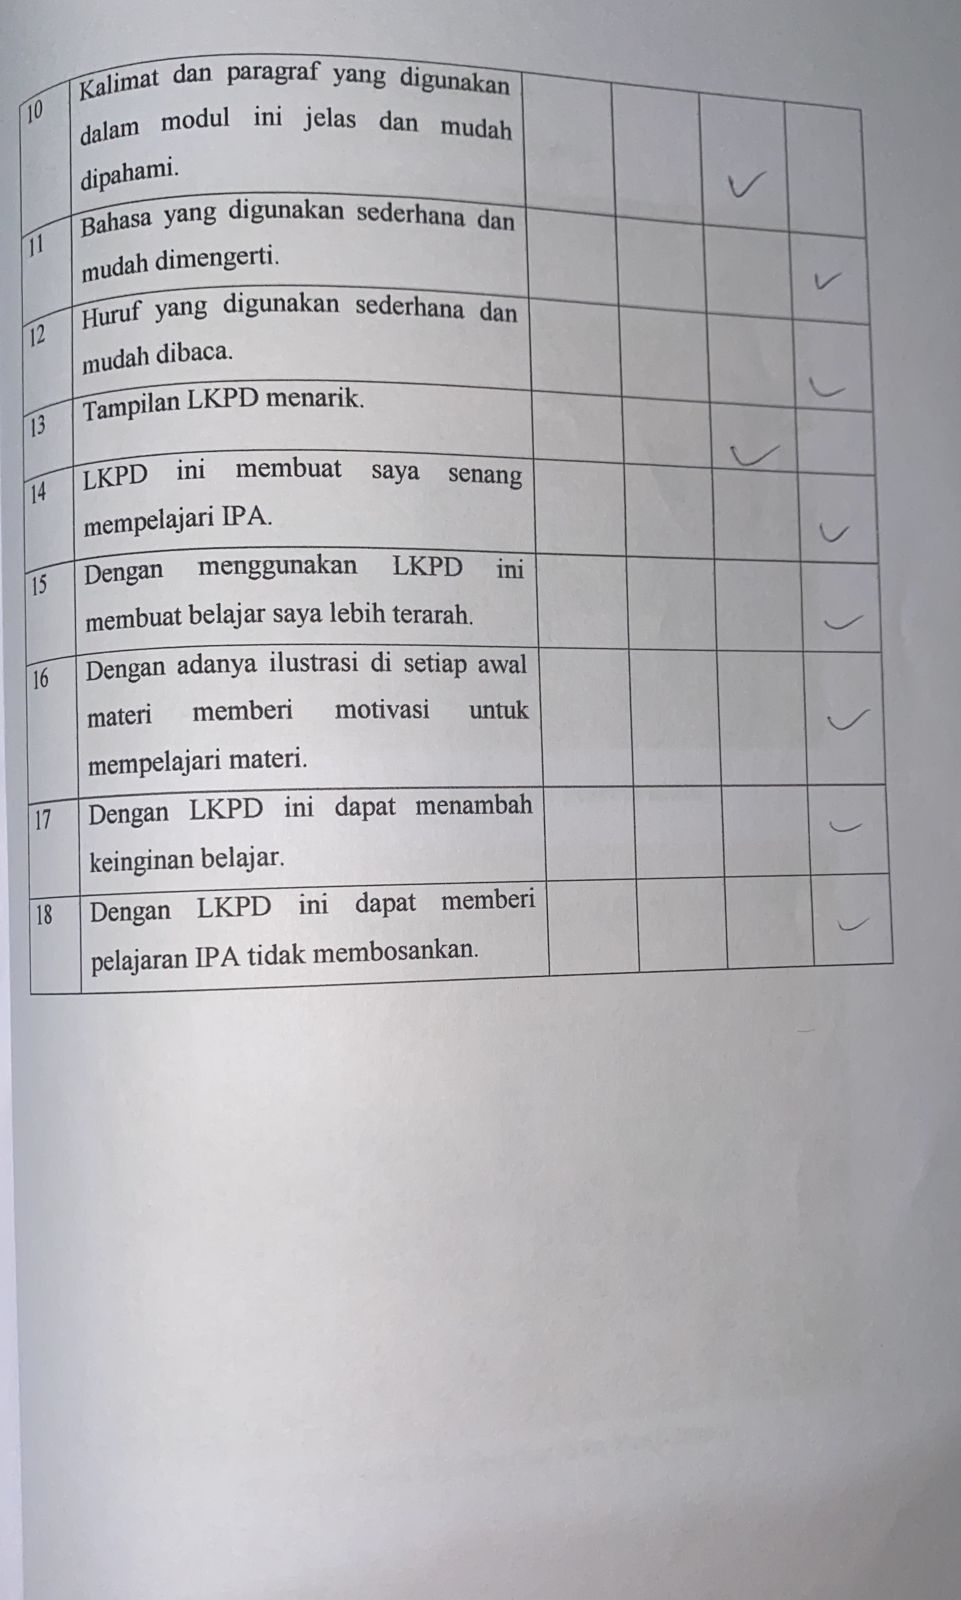 10 Kalimat dan paragraf yang digunakan
dalam modul ini jelas dan mudah
dipahami.
11 Bahasa yang digunakan sederhana dan
mudah dimengerti.
12 Huruf yang digunakan sederhana dan
mudah dibaca.
13 Tampilan LKPD menarik.
14 LKPD ini membuat saya senang
mempelajari IPA.
15 Dengan menggunakan LKPD ini
membuat belajar saya lebih terarah.
16 Dengan adanya ilustrasi di setiap awal
materi memberi motivasi untuk
mempelajari materi.
17 Dengan LKPD ini dapat menambah
keinginan belajar.
18 Dengan LKPD ini dapat memberi
pelajaran IPA tidak membosankan.